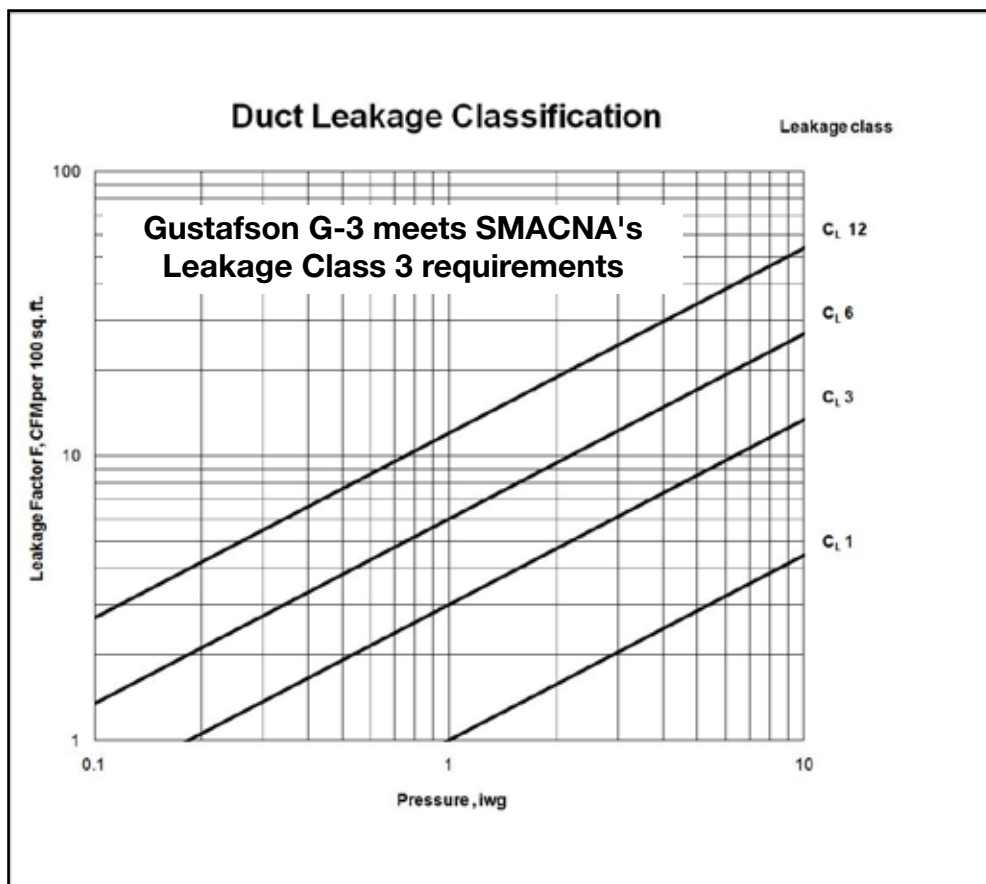 Duct Leakage Classification
Leakage class
100
Gustafson G-3 meets SMACNA's
Leakage Class 3 requirements
C_L 12
C_L 6
C_L 3
10
C_L 1
1
0.1
1
10
Leakage Factor F, CFM per 100 sq. ft.
Pressure, iwg